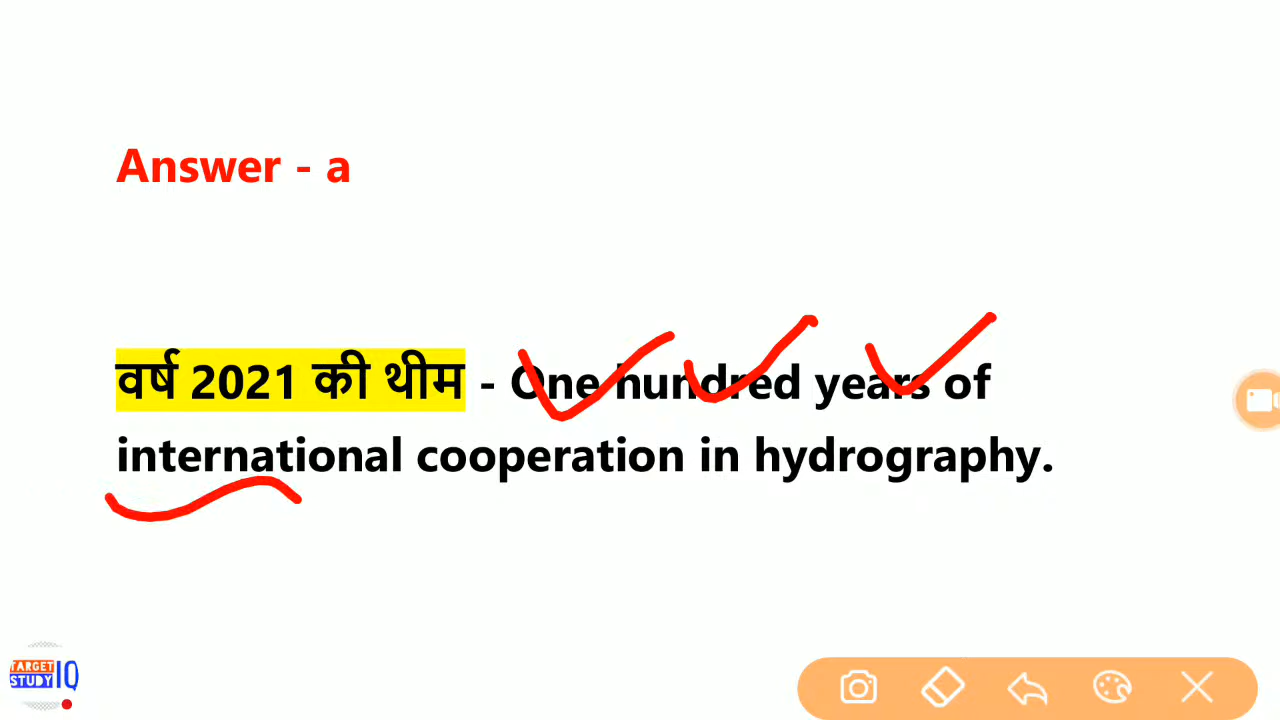 Answer - a
वर्ष 2021 की थीम - One hundred years of
international cooperation in hydrography.
TARGET
STUDY IQ